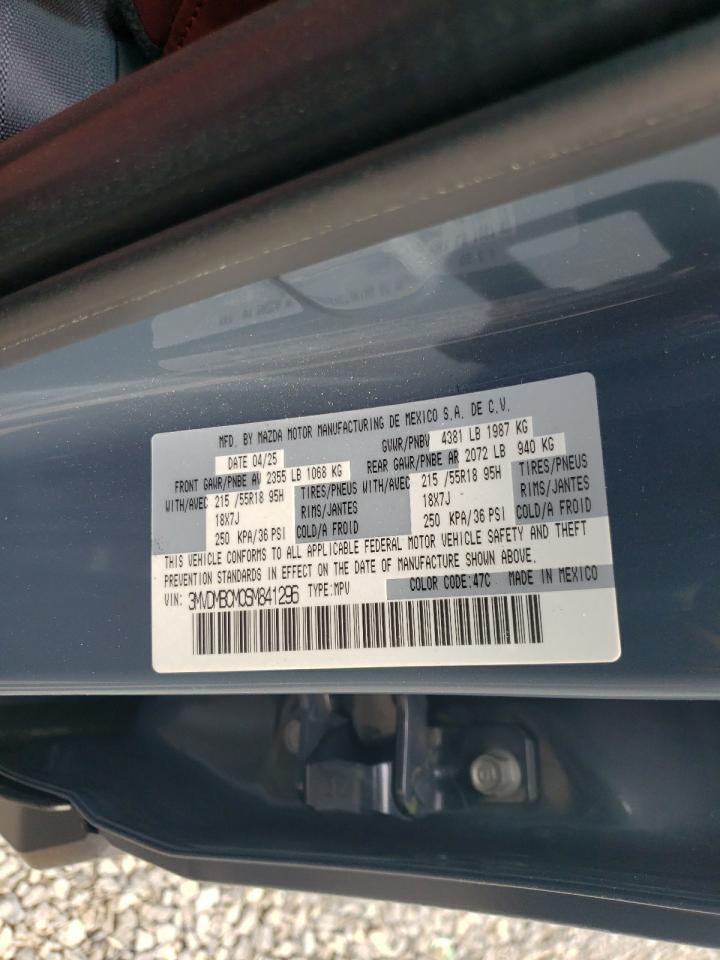 MFD. BY MAZDA MOTOR MANUFACTURING DE MEXICO S.A. DE C.V.
DATE 04/25 GVWR/PNBV 4381 LB 1987 KG
FRONT GAWR/PNBE AV 2355 LB 1068 KG REAR GAWR/PNBE AR 2072 LB 940 KG
WITH/AVEC 215 /55R18 95H TIRES/PNEUS WITH/AVEC 215 /55R18 95H TIRES/PNEUS
18X7J RIMS/JANTES 18X7J RIMS/JANTES
250 KPA/36 PSI COLD/A FROID 250 KPA/36 PSI COLD/A FROID
THIS VEHICLE CONFORMS TO ALL APPLICABLE FEDERAL MOTOR VEHICLE SAFETY AND THEFT
PREVENTION STANDARDS IN EFFECT ON THE DATE OF MANUFACTURE SHOWN ABOVE.
VIN: 3MVDMBCM0SM841296 TYPE:MPV COLOR CODE:47C MADE IN MEXICO